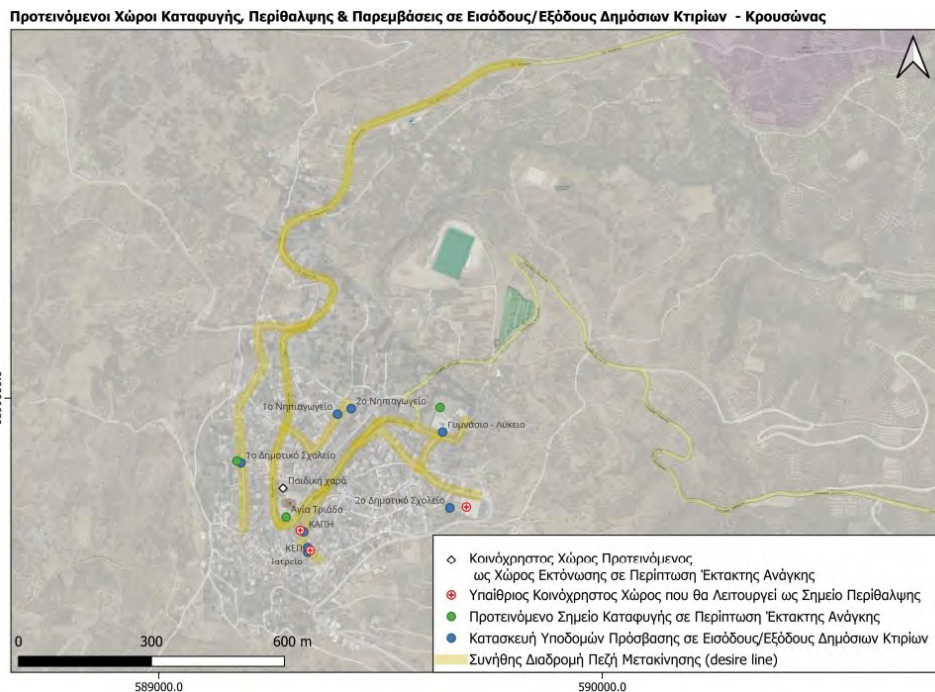 Προτεινόμενοι Χώροι Καταφυγής, Περίθαλψης & Παρεμβάσεις σε Εισόδους/Εξόδους Δημόσιων Κτιρίων - Κρουσώνας
1ο Νηπιαγωγείο
2ο Νηπιαγωγείο
Γυμνάσιο - Λύκειο
1ο Δημοτικό Σχολείο
Παιδική χαρά
2ο Δημοτικό Σχολείο
Αγία Τριάδα
ΚΑΠΗ
ΚΕΠ
Ιατρείο
Κοινόχρηστος Χώρος Προτεινόμενος
ως Χώρος Εκτόνωσης σε Περίπτωση Έκτακτης Ανάγκης
Υπαίθριος Κοινόχρηστος Χώρος που θα Λειτουργεί ως Σημείο Περίθαλψης
Προτεινόμενο Σημείο Καταφυγής σε Περίπτωση Έκτακτης Ανάγκης
Κατασκευή Υποδομών Πρόσβασης σε Εισόδους/Εξόδους Δημόσιων Κτιρίων
Συνήθης Διαδρομή Πεζή Μετακίνησης (desire line)
0 300 600 m
589000.0 590000.0